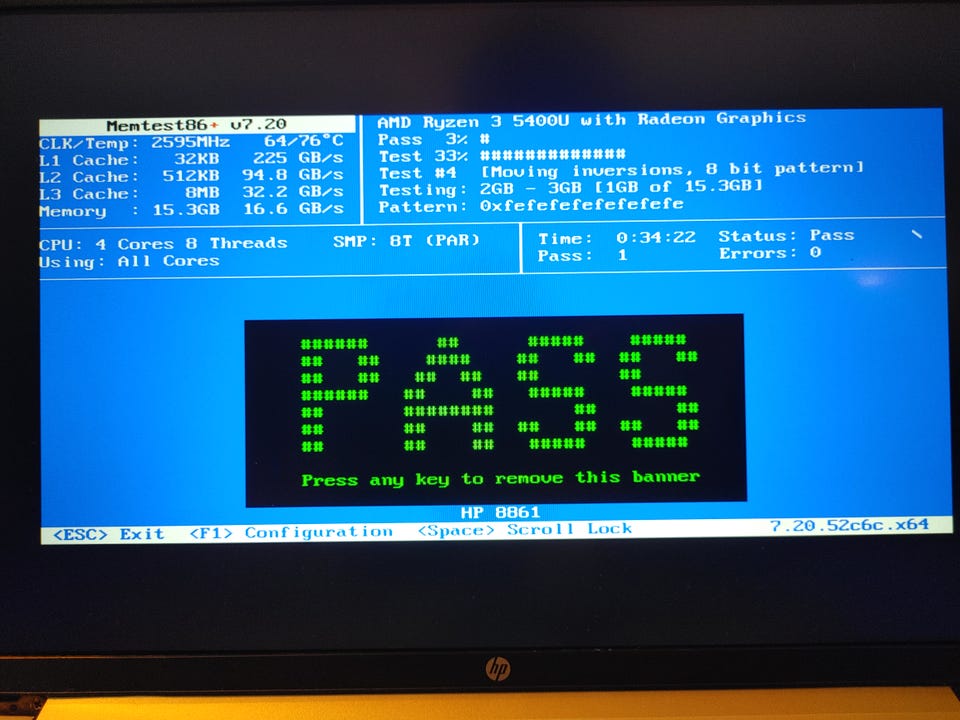 Memtest86+ v7.20
CLK/Temp: 2595MHz 64/76°C
L1 Cache: 32KB 225 GB/s
L2 Cache: 512KB 94.8 GB/s
L3 Cache: 8MB 32.2 GB/s
Memory : 15.3GB 16.6 GB/s
AMD Ryzen 3 5400U with Radeon Graphics
Pass 3% #
Test 33% #############
Test #4 [Moving inversions, 8 bit pattern]
Testing: 2GB - 3GB [1GB of 15.3GB]
Pattern: 0xfefefefefefefefe
CPU: 4 Cores 8 Threads SMP: 8T (PAR)
Using: All Cores
Time: 0:34:22 Status: Pass \
Pass: 1 Errors: 0
PASS
Press any key to remove this banner
HP 8861
<ESC> Exit <F1> Configuration <Space> Scroll Lock 7.20.52c6c.x64
hp